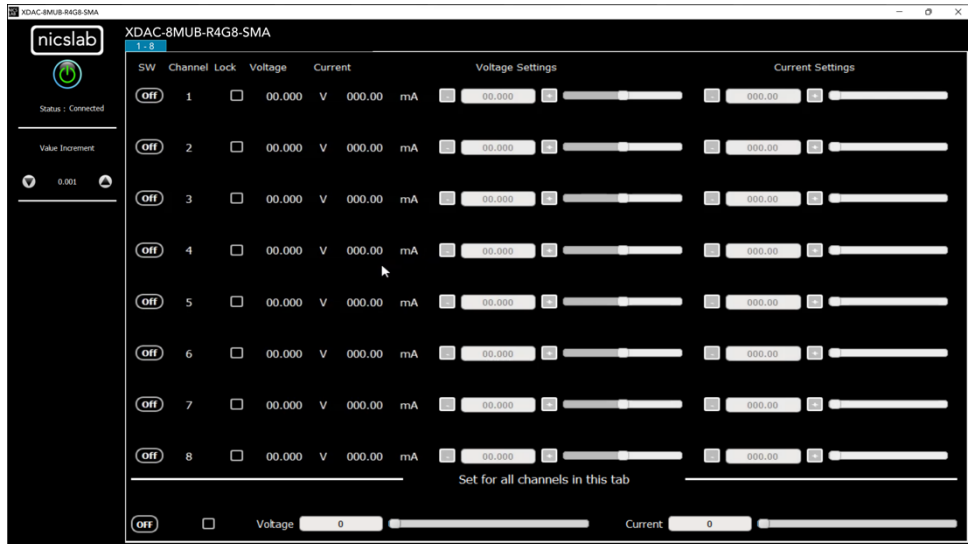 XDAC-8MUB-R4G8-SMA
nicslab
XDAC-8MUB-R4G8-SMA
1 - 8
Status : Connected
Value Increment
0.001
SW Channel Lock Voltage Current Voltage Settings Current Settings
Off 1 00.000 V 000.00 mA - 00.000 + - 000.00 +
Off 2 00.000 V 000.00 mA - 00.000 + - 000.00 +
Off 3 00.000 V 000.00 mA - 00.000 + - 000.00 +
Off 4 00.000 V 000.00 mA - 00.000 + - 000.00 +
Off 5 00.000 V 000.00 mA - 00.000 + - 000.00 +
Off 6 00.000 V 000.00 mA - 00.000 + - 000.00 +
Off 7 00.000 V 000.00 mA - 00.000 + - 000.00 +
Off 8 00.000 V 000.00 mA - 00.000 + - 000.00 +
Set for all channels in this tab
OFF Voltage 0 Current 0